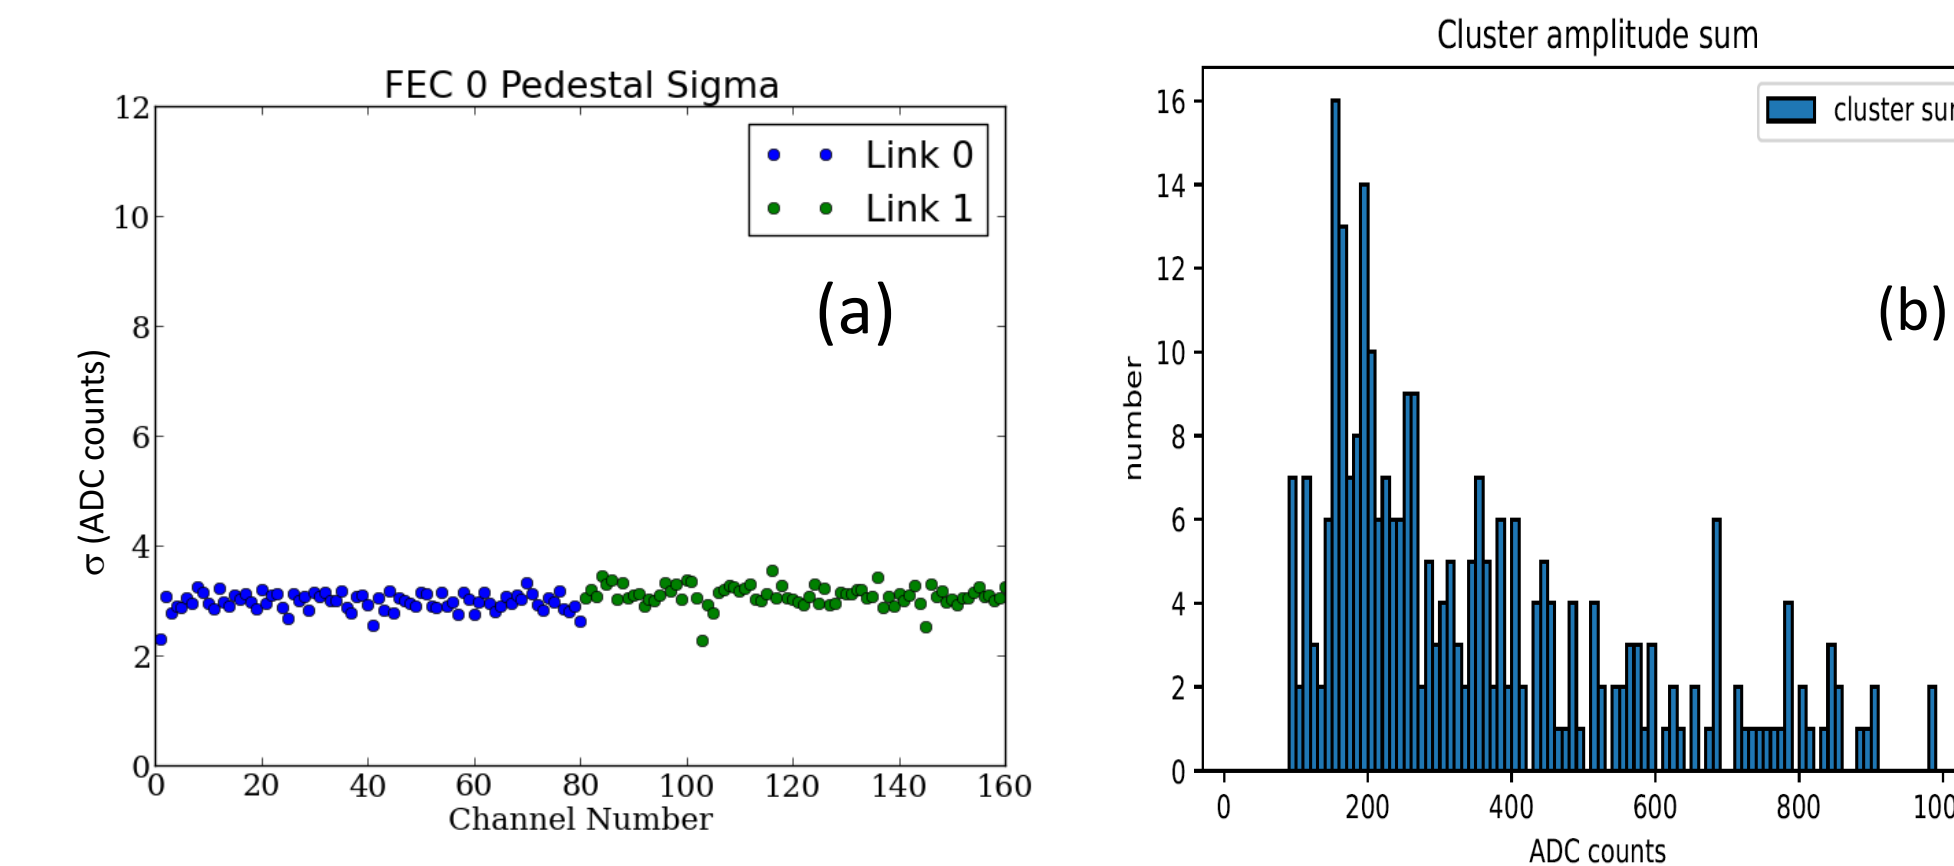 FEC 0 Pedestal Sigma
12
10
8
6
4
2
0
σ (ADC counts)
Link 0
Link 1
(a)
0 20 40 60 80 100 120 140 160
Channel Number
Cluster amplitude sum
16
14
12
10
8
6
4
2
0
number
cluster
(b)
0 200 400 600 800
ADC counts